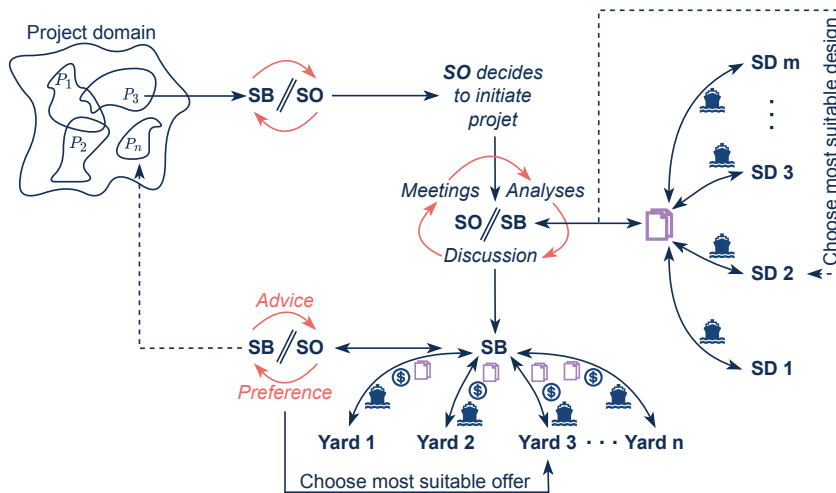 Project domain
P1
P3
P2
Pn
SB // SO
SO decides
to initiate
projet
Meetings
Analyses
SO // SB
Discussion
SD m
SD 3
SD 2
SD 1
Choose most suitable design
Advice
SB // SO
Preference
SB
$
$
$
$
Yard 1
Yard 2
Yard 3
· · ·
Yard n
Choose most suitable offer